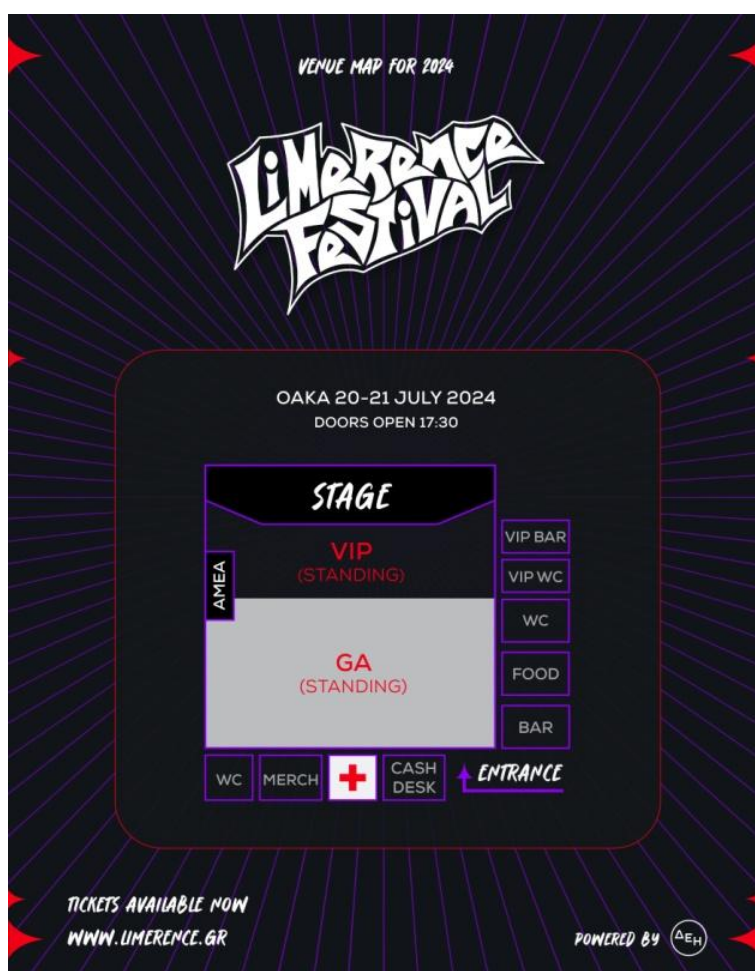 VENUE MAP FOR 2024
LiMeReNce
FeSTiVAL
OAKA 20-21 JULY 2024
DOORS OPEN 17:30
STAGE
VIP
(STANDING)
AMEA
VIP BAR
VIP WC
WC
GA
(STANDING)
FOOD
BAR
WC
MERCH
CASH
DESK
ENTRANCE
TICKETS AVAILABLE NOW
WWW.LIMERENCE.GR
POWERED BY ΔΕΗ